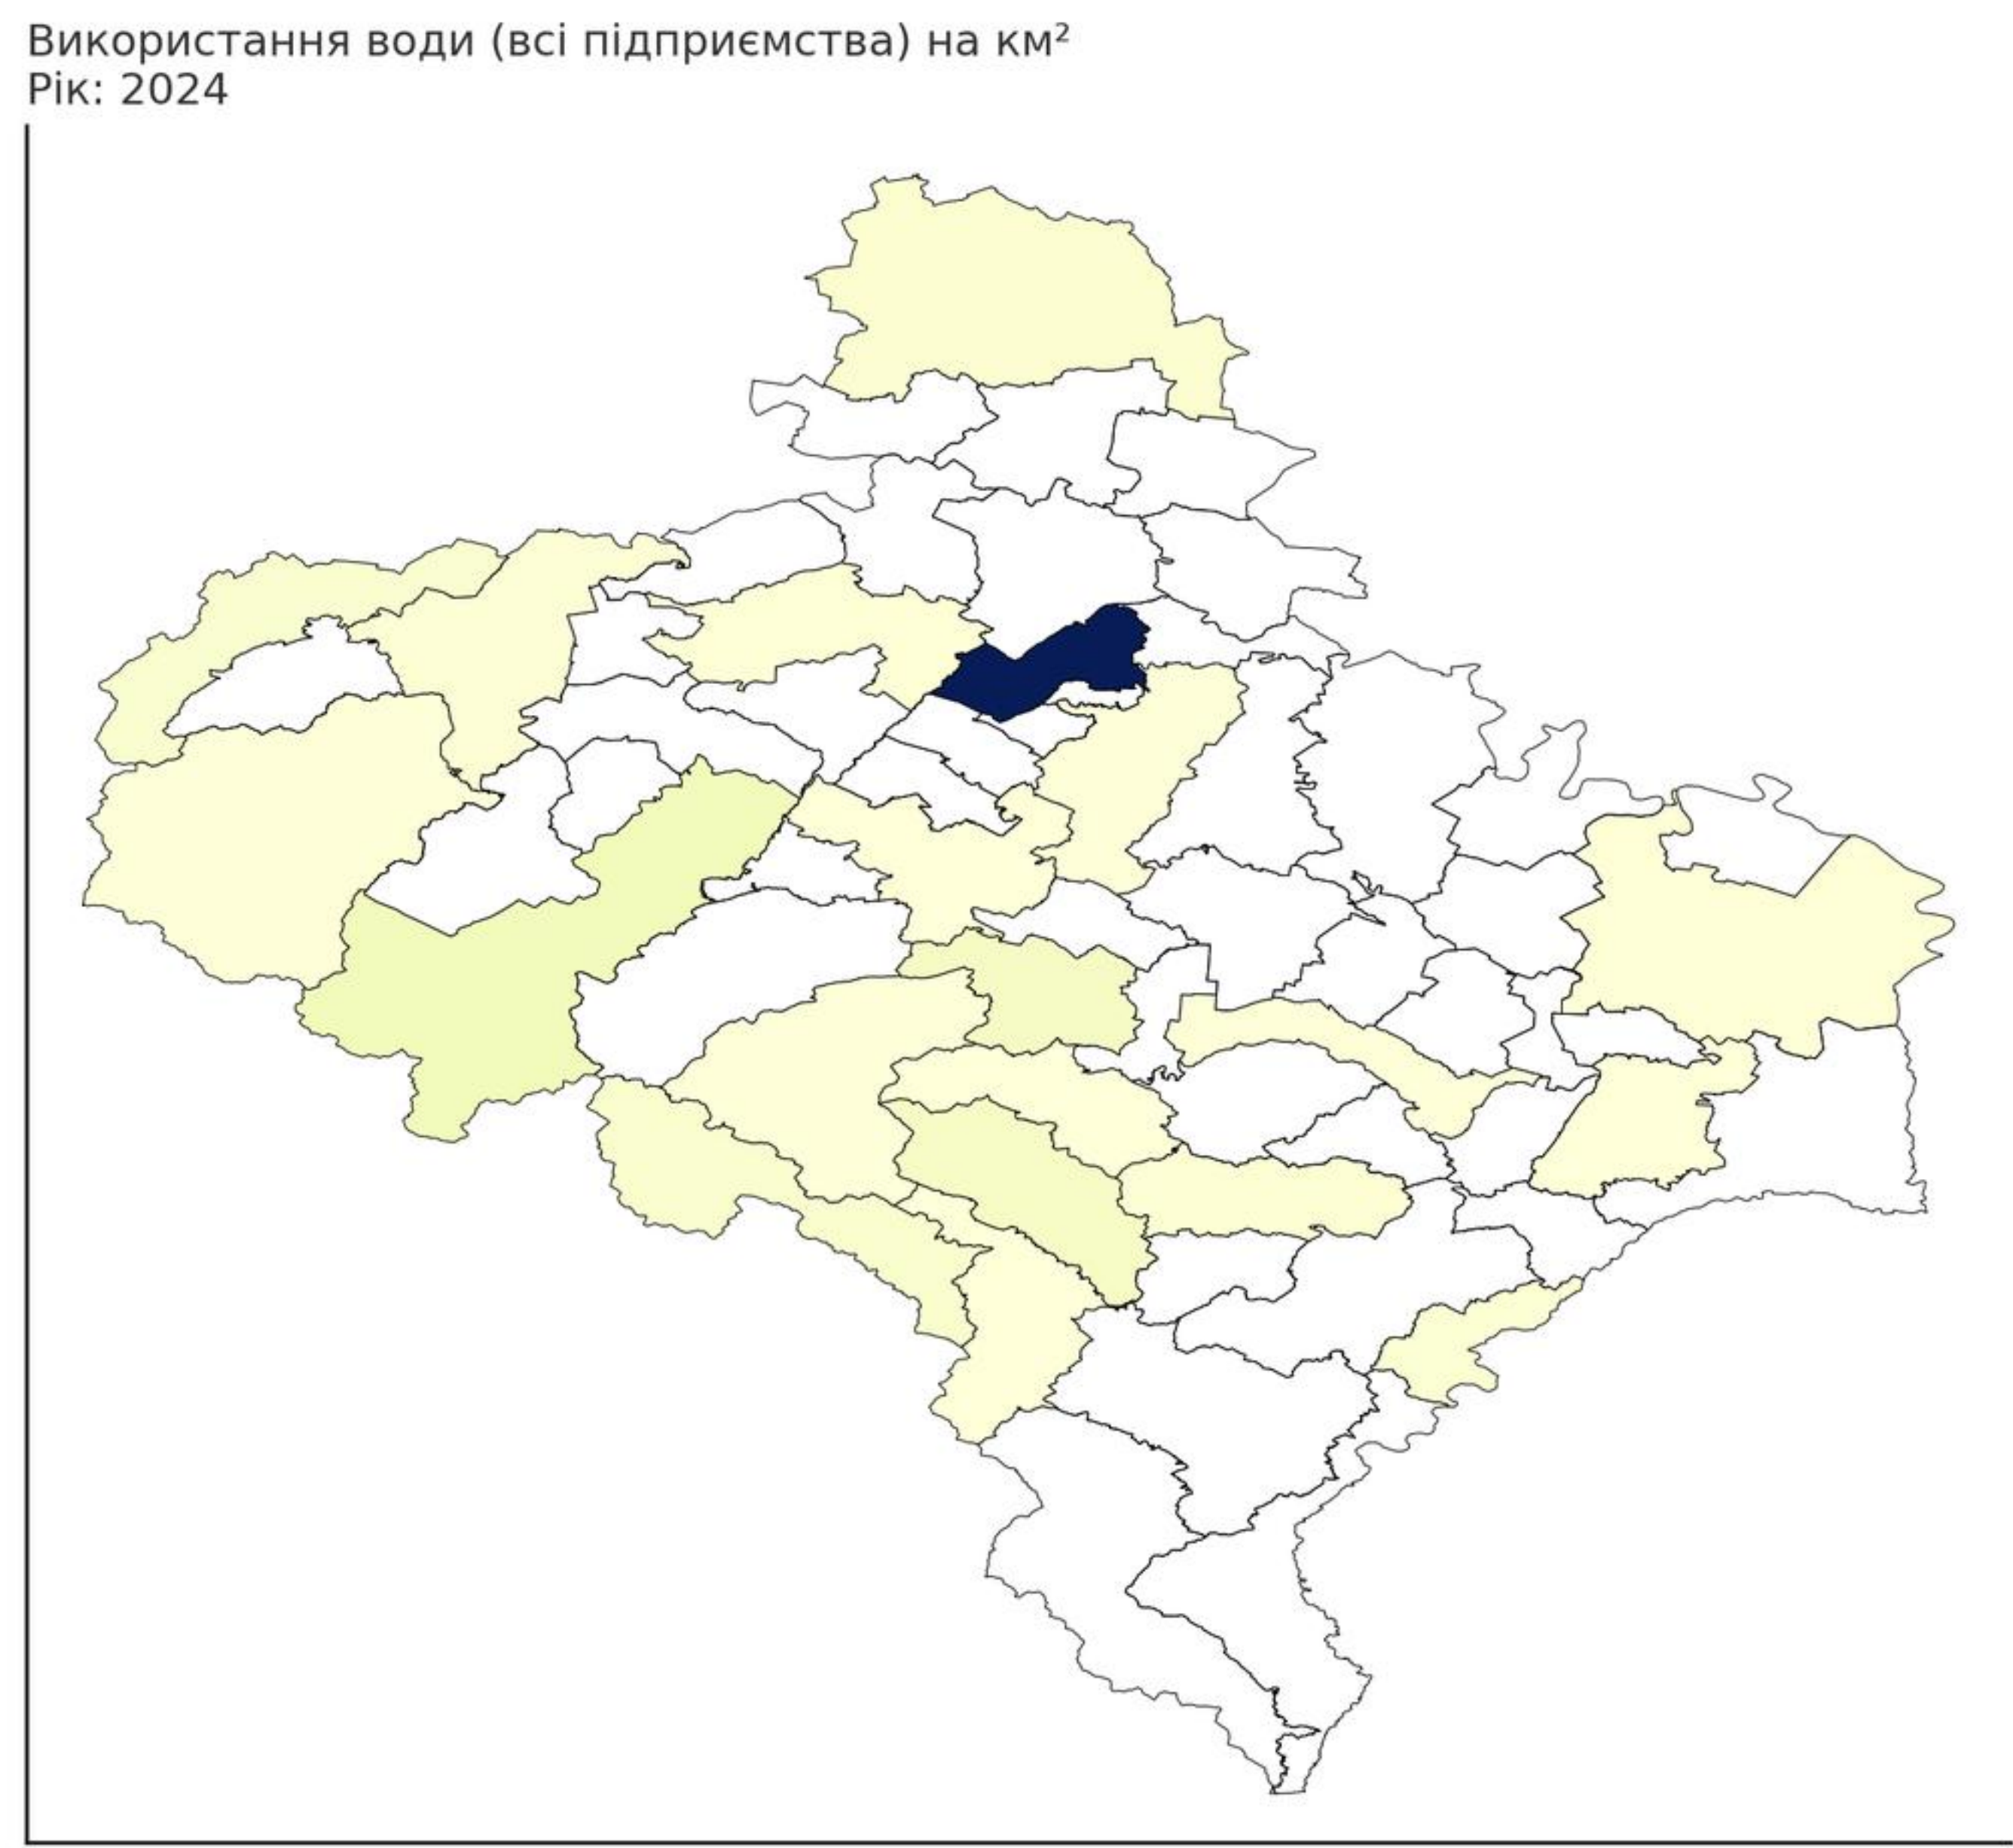 Використання води (всі підприємства) на км²
Рік: 2024